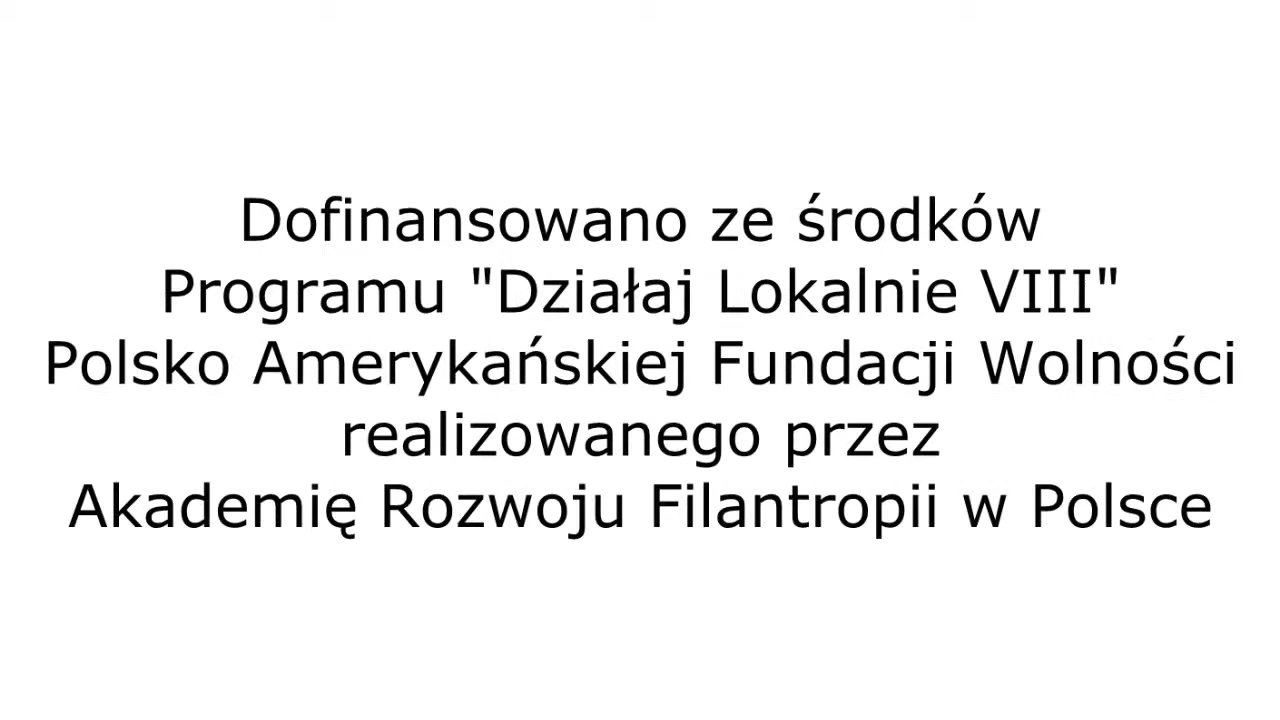 Dofinansowano ze środków
Programu "Działaj Lokalnie VIII"
Polsko Amerykańskiej Fundacji Wolności
realizowanego przez
Akademię Rozwoju Filantropii w Polsce